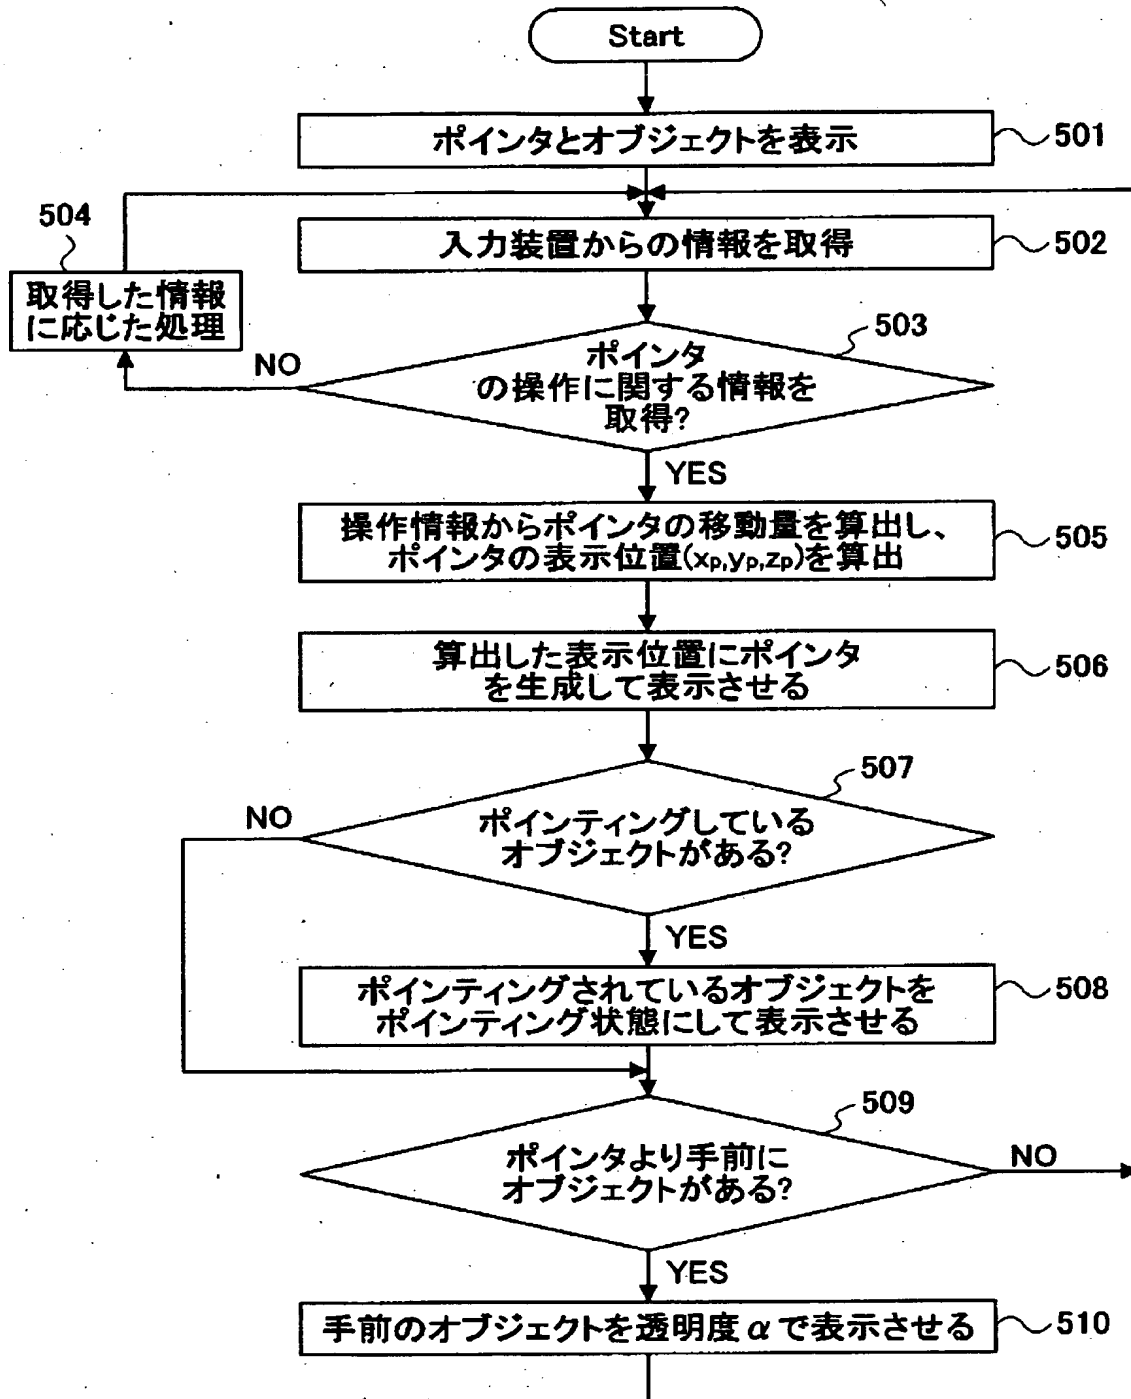 Start
ポインタとオブジェクトを表示
501
504
入力装置からの情報を取得
502
取得した情報
に応じた処理
503
NO
ポインタ
の操作に関する情報を
取得?
YES
操作情報からポインタの移動量を算出し、
ポインタの表示位置(xp,yp,zp)を算出
505
算出した表示位置にポインタ
を生成して表示させる
506
507
NO
ポインティングしている
オブジェクトがある?
YES
ポインティングされているオブジェクトを
ポインティング状態にして表示させる
508
509
ポインタより手前に
オブジェクトがある?
NO
YES
手前のオブジェクトを透明度αで表示させる
510